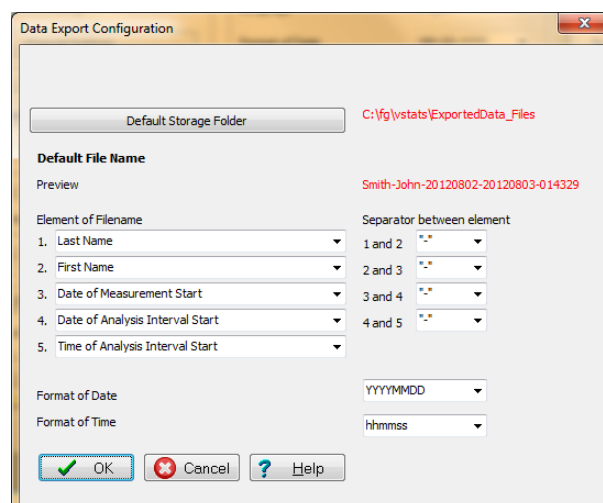 Data Export Configuration
Default Storage Folder
C:\fg\vstats\ExportedData_Files
Default File Name
Preview
Smith-John-20120802-20120803-014329
Element of Filename
Separator between element
1. Last Name
1 and 2 "-"
2. First Name
2 and 3 "-"
3. Date of Measurement Start
3 and 4 "-"
4. Date of Analysis Interval Start
4 and 5 "-"
5. Time of Analysis Interval Start
Format of Date
YYYYMMDD
Format of Time
hhmmss
OK
Cancel
? Help